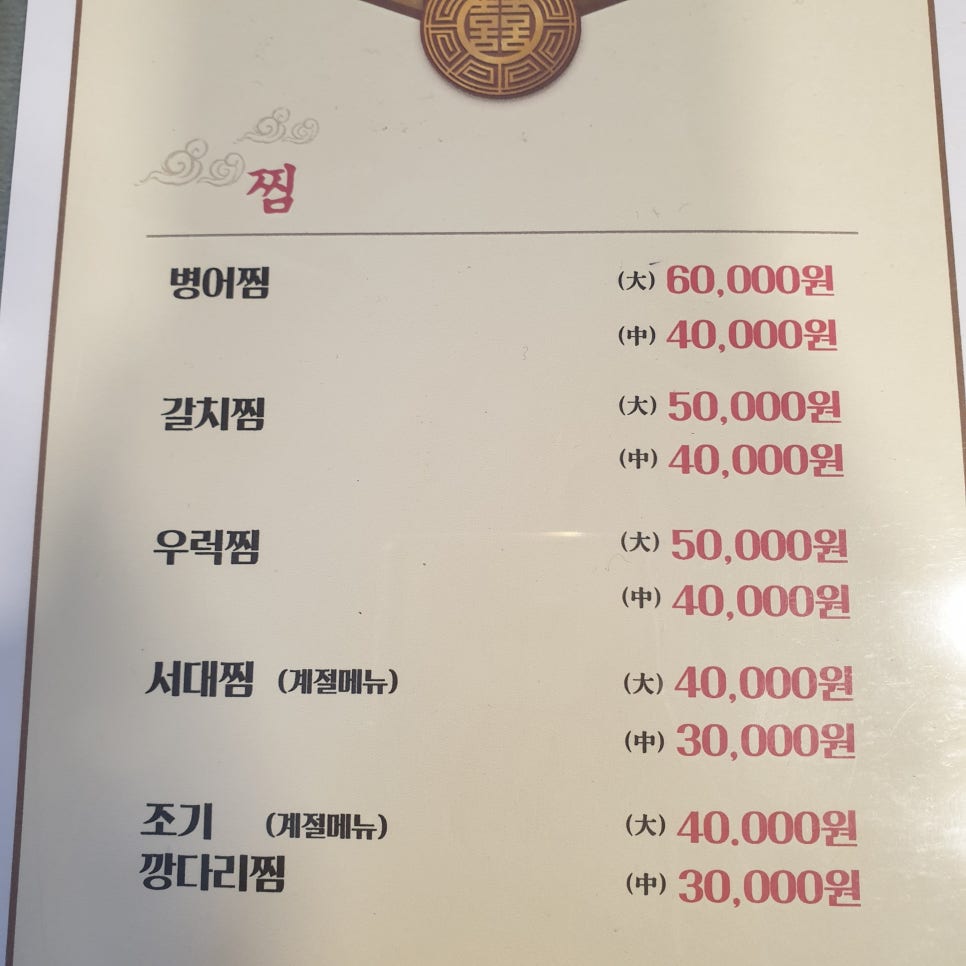 囍
찜
병어찜 (大) 60,000원
(中) 40,000원
갈치찜 (大) 50,000원
(中) 40,000원
우럭찜 (大) 50,000원
(中) 40,000원
서대찜 (계절메뉴) (大) 40,000원
(中) 30,000원
조기 (계절메뉴) (大) 40.000원
깡다리찜 (中) 30,000원